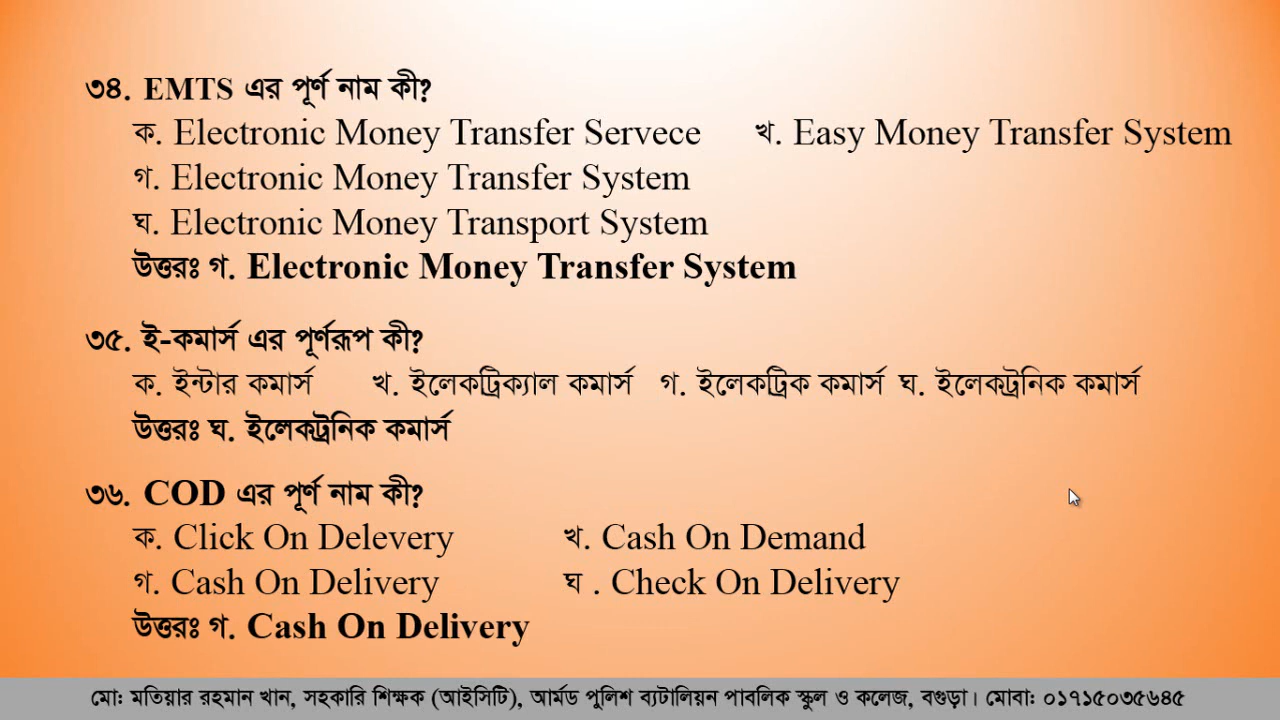 ৩৪. EMTS এর পূর্ণ নাম কী?
ক. Electronic Money Transfer Servece খ. Easy Money Transfer System
গ. Electronic Money Transfer System
ঘ. Electronic Money Transport System
উত্তরঃ গ. Electronic Money Transfer System
৩৫. ই-কমার্স এর পূর্ণরূপ কী?
ক. ইন্টার কমার্স খ. ইলেকট্রিক্যাল কমার্স গ. ইলেকট্রিক কমার্স ঘ. ইলেকট্রনিক কমার্স
উত্তরঃ ঘ. ইলেকট্রনিক কমার্স
৩৬. COD এর পূর্ণ নাম কী?
ক. Click On Delevery খ. Cash On Demand
গ. Cash On Delivery ঘ . Check On Delivery
উত্তরঃ গ. Cash On Delivery
মো: মতিয়ার রহমান খান, সহকারি শিক্ষক (আইসিটি), আর্মড পুলিশ ব্যটালিয়ন পাবলিক স্কুল ও কলেজ, বগুড়া। মোবা: ০১৭১৫০৩৫৬৪৫